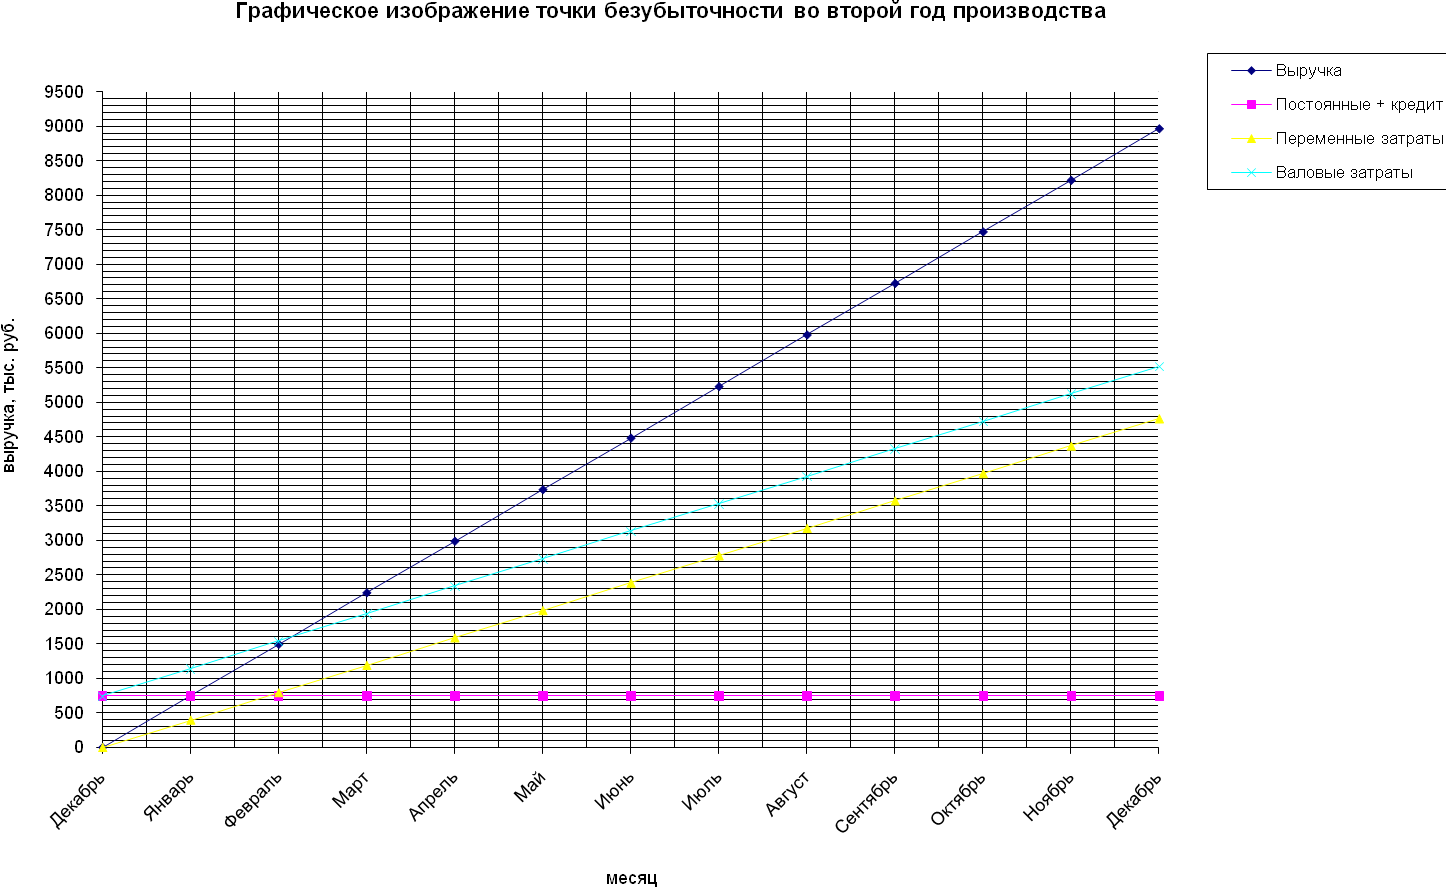 Графическое изображение точки безубыточности во второй год производства
Выручка
Постоянные + кредит
Переменные затраты
Валовые затраты
9500
9000
8500
8000
7500
7000
6500
6000
5500
5000
4500
4000
3500
3000
2500
2000
1500
1000
500
0
выручка, тыс. руб.
Декабрь
Январь
Февраль
Март
Апрель
Май
Июнь
Июль
Август
Сентябрь
Октябрь
Ноябрь
Декабрь
месяц